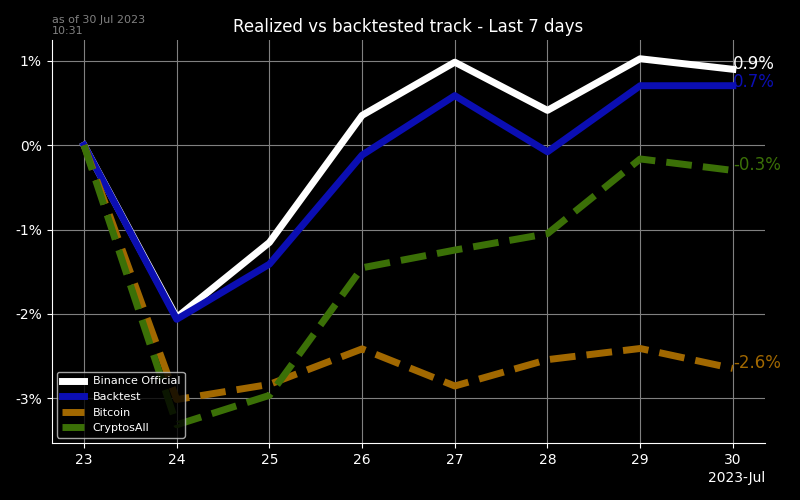 as of 30 Jul 2023
10:31
Realized vs backtested track - Last 7 days
1%
0%
-1%
-2%
-3%
0.9%
0.7%
-0.3%
-2.6%
Binance Official
Backtest
Bitcoin
CryptosAll
23 24 25 26 27 28 29 30
2023-Jul